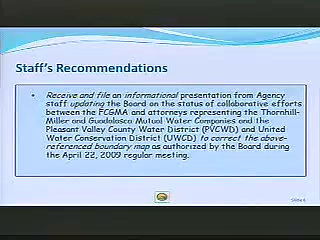 Staff's Recommendations
• Receive and file an informational presentation from Agency
staff updating the Board on the status of collaborative efforts
between the FCGMA and attorneys representing the Thornhill-
Miller and Guadalasca Mutual Water Companies and the
Pleasant Valley County Water District (PVCWD) and United
Water Conservation District (UWCD) to correct the above-
referenced boundary map as authorized by the Board during
the April 22, 2009 regular meeting.
Slide 6